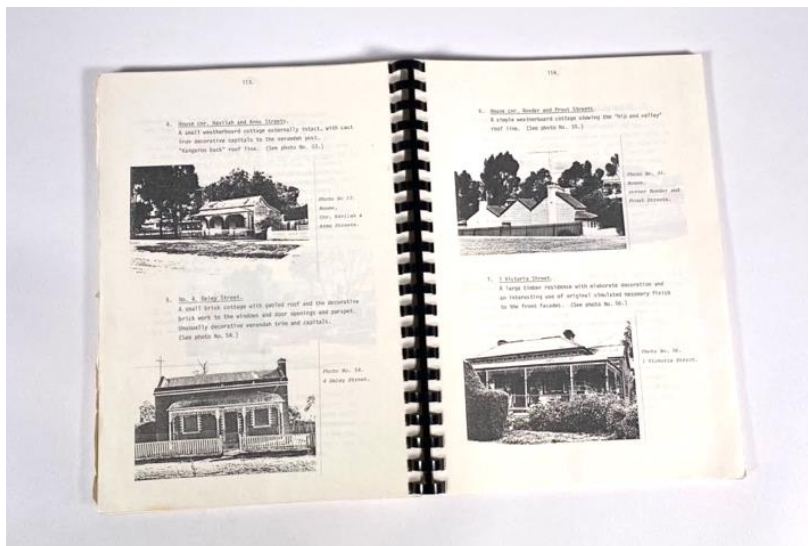 113.
4. House cnr. Manilah and Anne Streets.
A small weatherboard cottage externally intact, with cast
iron decorative capitals to the verandah post.
"Kangaroo back" roof line. (See photo No. 53.)
Photo No 53.
House,
Cnr. Manilah &
Anne Streets.
5. No. 4, Daley Street.
A small brick cottage with gabled roof and the decorative
brick work to the windows and door openings and parapet.
Unusually decorative verandah trim and capitals.
(See photo No. 54.)
Photo No. 54.
4 Daley Street.
114.
6. House cnr. Reeder and Prout Streets.
A simple weatherboard cottage showing the "hip and valley"
roof line. (See photo No. 55.)
Photo No.
House,
corner Reeder and
Prout Streets.
7. 1 Victoria Street.
A large timber residence with elaborate decoration and
an interesting use of original simulated masonry finish
to the front facades. (See photo No. 56.)
Photo No. 56.
1 Victoria Street.